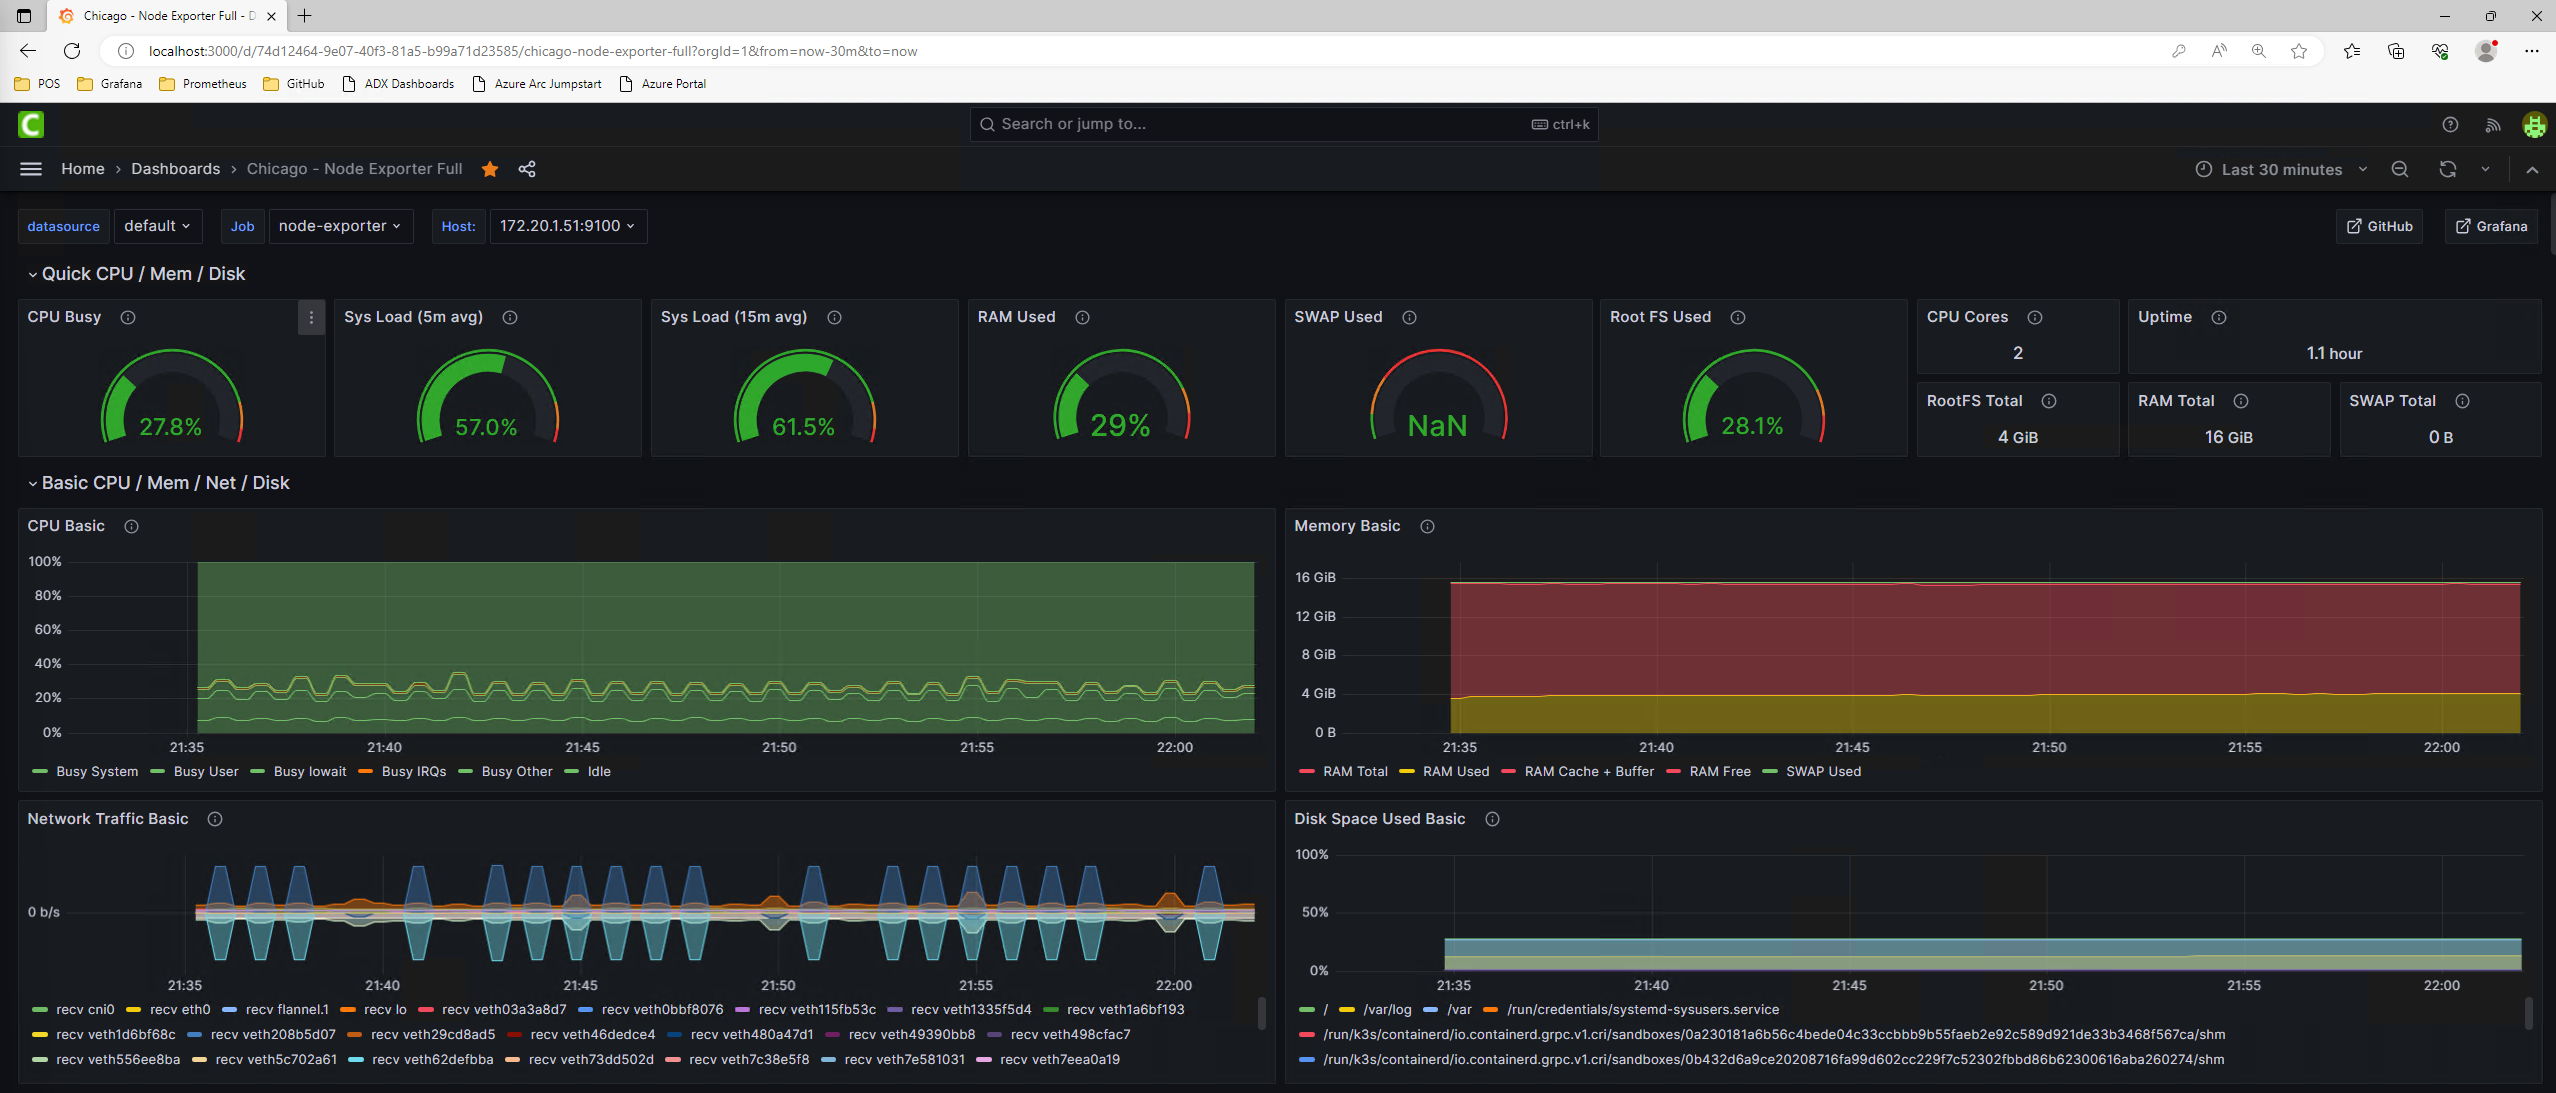 Chicago - Node Exporter Full - D
localhost:3000/d/74d12464-9e07-40f3-81a5-b99a71d23585/chicago-node-exporter-full?orgId=1&from=now-30m&to=now
POS Grafana Prometheus GitHub ADX Dashboards Azure Arc Jumpstart Azure Portal
C
Search or jump to... ctrl+k
Home › Dashboards › Chicago - Node Exporter Full
Last 30 minutes
datasource default Job node-exporter Host: 172.20.1.51:9100
GitHub Grafana
Quick CPU / Mem / Disk
CPU Busy Sys Load (5m avg) Sys Load (15m avg) RAM Used SWAP Used Root FS Used CPU Cores Uptime
2 1.1 hour
RootFS Total RAM Total SWAP Total
27.8% 57.0% 61.5% 29% NaN 28.1% 4 GiB 16 GiB 0 B
Basic CPU / Mem / Net / Disk
CPU Basic
100%
80%
60%
40%
20%
0%
21:35 21:40 21:45 21:50 21:55 22:00
Busy System Busy User Busy Iowait Busy IRQs Busy Other Idle
Memory Basic
16 GiB
12 GiB
8 GiB
4 GiB
0 B
21:35 21:40 21:45 21:50 21:55 22:00
RAM Total RAM Used RAM Cache + Buffer RAM Free SWAP Used
Network Traffic Basic
0 b/s
21:35 21:40 21:45 21:50 21:55 22:00
recv cni0 recv eth0 recv flannel.1 recv lo recv veth03a3a8d7 recv veth0bbf8076 recv veth115fb53c recv veth1335f5d4 recv veth1a6bf193
recv veth1d6bf68c recv veth208b5d07 recv veth29cd8ad5 recv veth46dedce4 recv veth480a47d1 recv veth49390bb8 recv veth498cfac7
recv veth556ee8ba recv veth5c702a61 recv veth62defbba recv veth73dd502d recv veth7c38e5f8 recv veth7e581031 recv veth7eea0a19
Disk Space Used Basic
100%
50%
0%
21:35 21:40 21:45 21:50 21:55 22:00
/ /var/log /var /run/credentials/systemd-sysusers.service
/run/k3s/containerd/io.containerd.grpc.v1.cri/sandboxes/0a230181a6b56c4bede04c33ccbbb9b55faeb2e92c589d921de33b3468f567ca/shm
/run/k3s/containerd/io.containerd.grpc.v1.cri/sandboxes/0b432d6a9ce20208716fa99d602cc229f7c52302fbbd86b62300616aba260274/shm